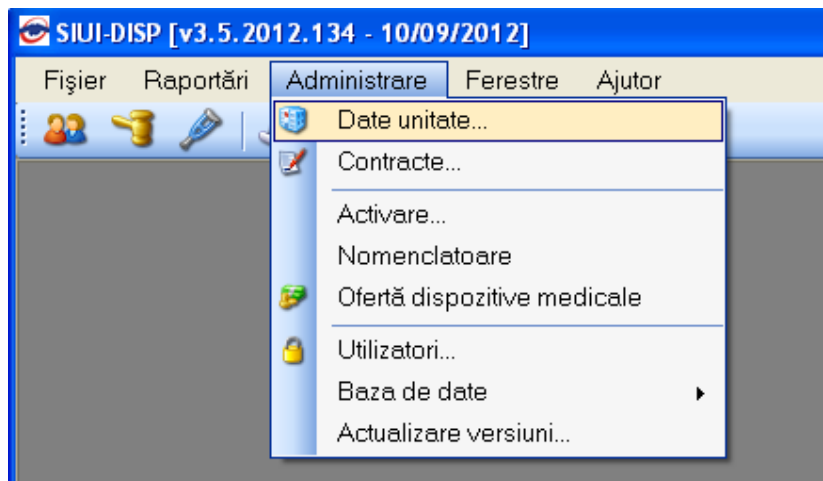 SIUI-DISP [v3.5.2012.134 - 10/09/2012]
Fişier Raportări Administrare Ferestre Ajutor
Date unitate...
Contracte...
Activare...
Nomenclatoare
Ofertă dispozitive medicale
Utilizatori...
Baza de date
Actualizare versiuni...